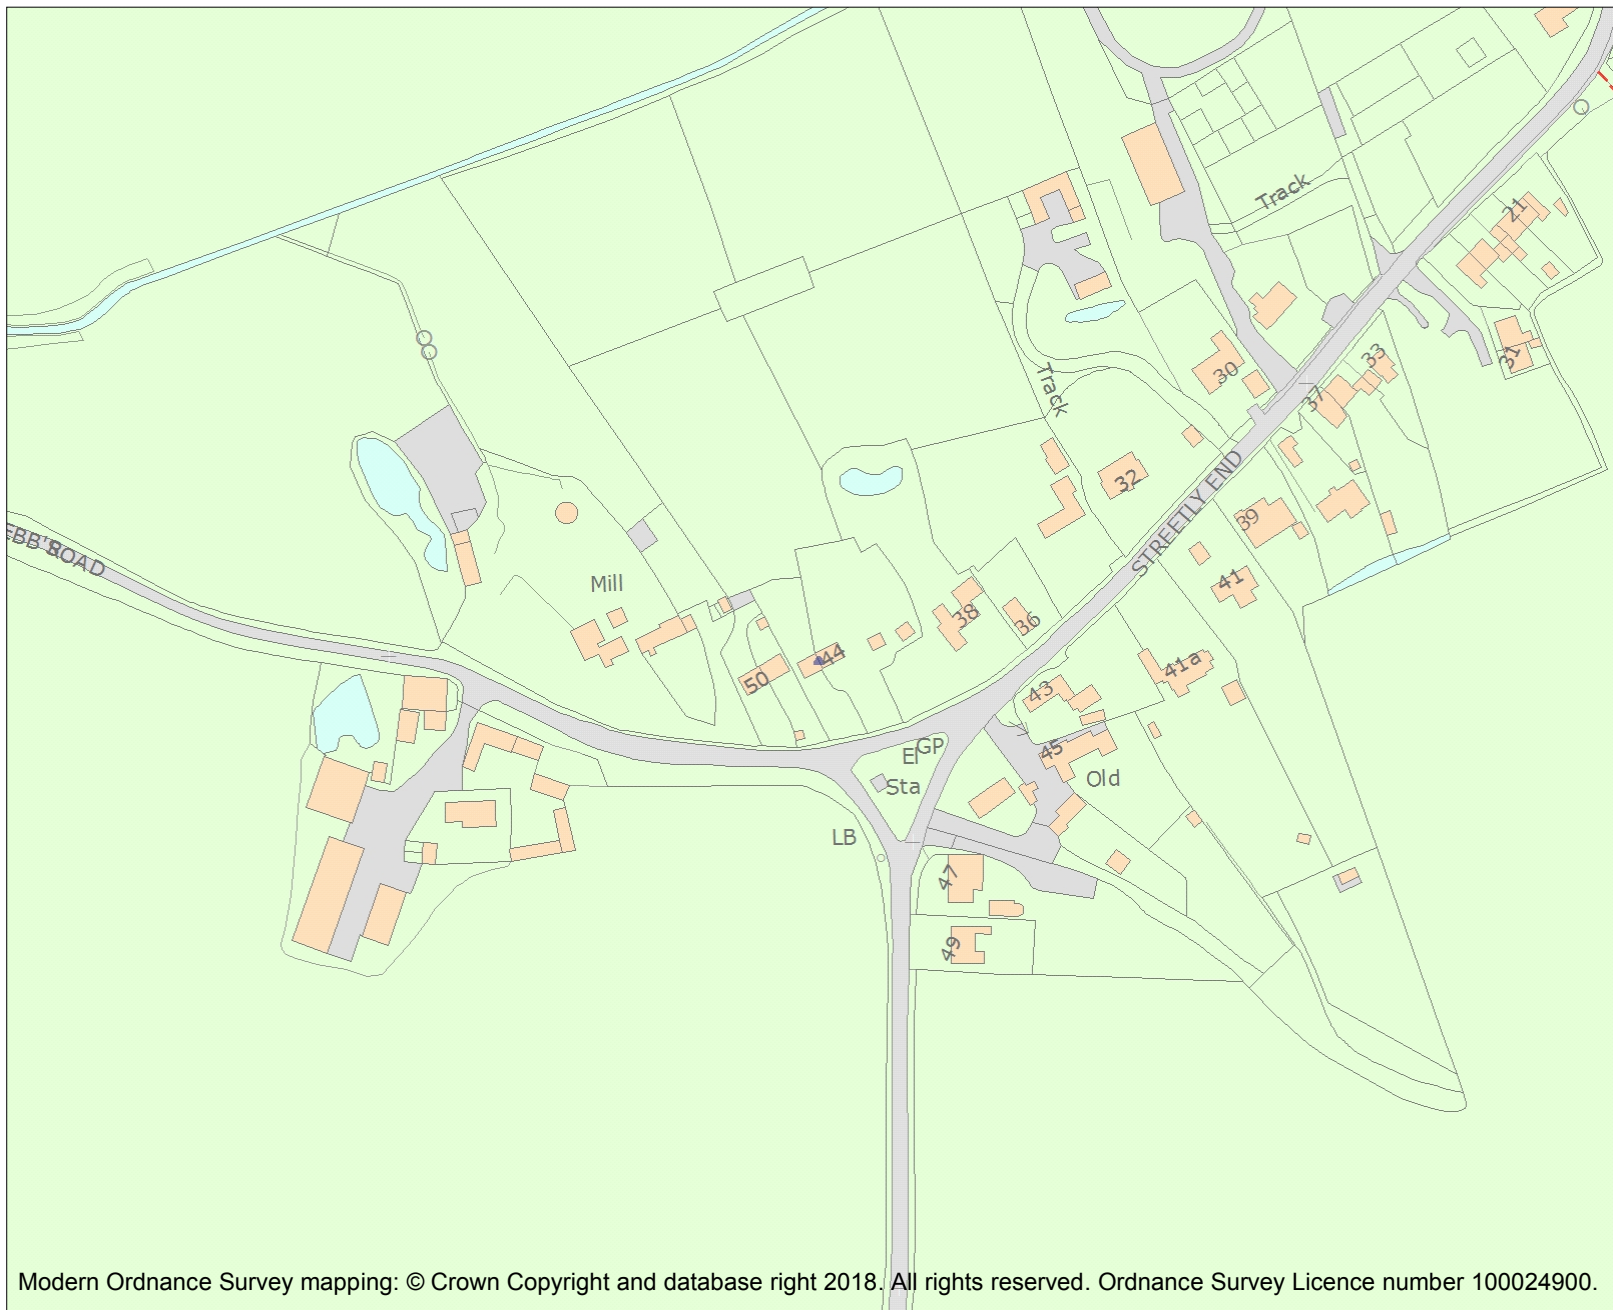 Track
21
31
33
30
37
Track
32
STREETLY END
39
41
EBB'S ROAD
Mill
38
36
44
50
41a
43
45
GP
El
Sta
Old
LB
47
49
Modern Ordnance Survey mapping: © Crown Copyright and database right 2018. All rights reserved. Ordnance Survey Licence number 100024900.